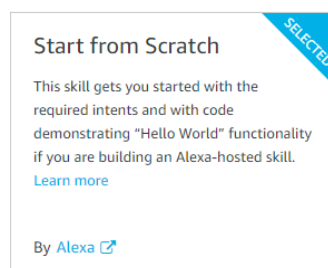 SELECTED
Start from Scratch
This skill gets you started with the
required intents and with code
demonstrating “Hello World” functionality
if you are building an Alexa-hosted skill.
Learn more
By Alexa